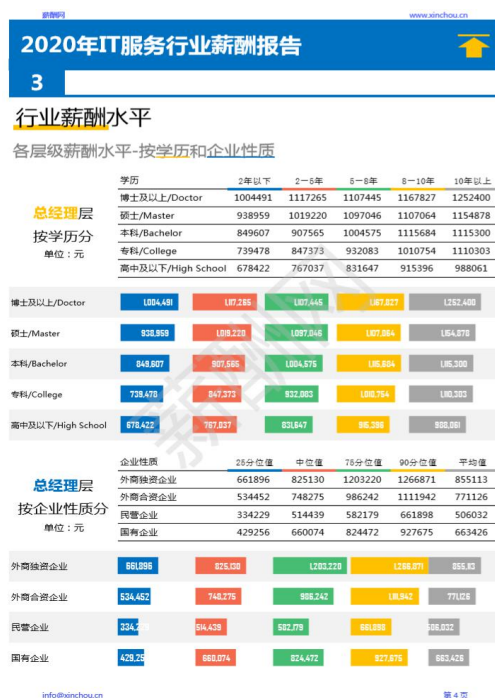 薪酬网 www.xinchou.cn
2020年IT服务行业薪酬报告
3
行业薪酬水平
各层级薪酬水平-按学历和企业性质
总经理层
按学历分
单位：元
学历 2年以下 2－5年 5－8年 8－10年 10年以上
博士及以上/Doctor 1004491 1117265 1107445 1167827 1252400
硕士/Master 938959 1019220 1097046 1107064 1154878
本科/Bachelor 849607 907565 1004575 1115684 1115300
专科/College 739478 847373 932083 1010754 1110303
高中及以下/High School 678422 767037 831647 915396 988061
博士及以上/Doctor 1,004,491 1,117,265 1,107,445 1,167,827 1,252,400
硕士/Master 938,959 1,019,220 1,097,046 1,107,064 1,154,878
本科/Bachelor 849,607 907,565 1,004,575 1,115,684 1,115,300
专科/College 739,478 847,373 932,083 1,010,754 1,110,303
高中及以下/High School 678,422 767,037 831,647 915,396 988,061
薪酬网
总经理层
按企业性质分
单位：元
企业性质 25分位值 中位值 75分位值 90分位值 平均值
外商独资企业 661896 825130 1203220 1266871 855113
外商合资企业 534452 748275 986242 1111942 771126
民营企业 334229 514439 582179 661898 506032
国有企业 429256 660074 824472 927675 663426
外商独资企业 661,896 825,130 1,203,220 1,266,871 855,113
外商合资企业 534,452 748,275 986,242 1,111,942 771,126
民营企业 334,2 514,439 582,179 661,898 506,032
国有企业 429,25 660,074 824,472 927,675 663,426
info@xinchou.cn 第 4 页